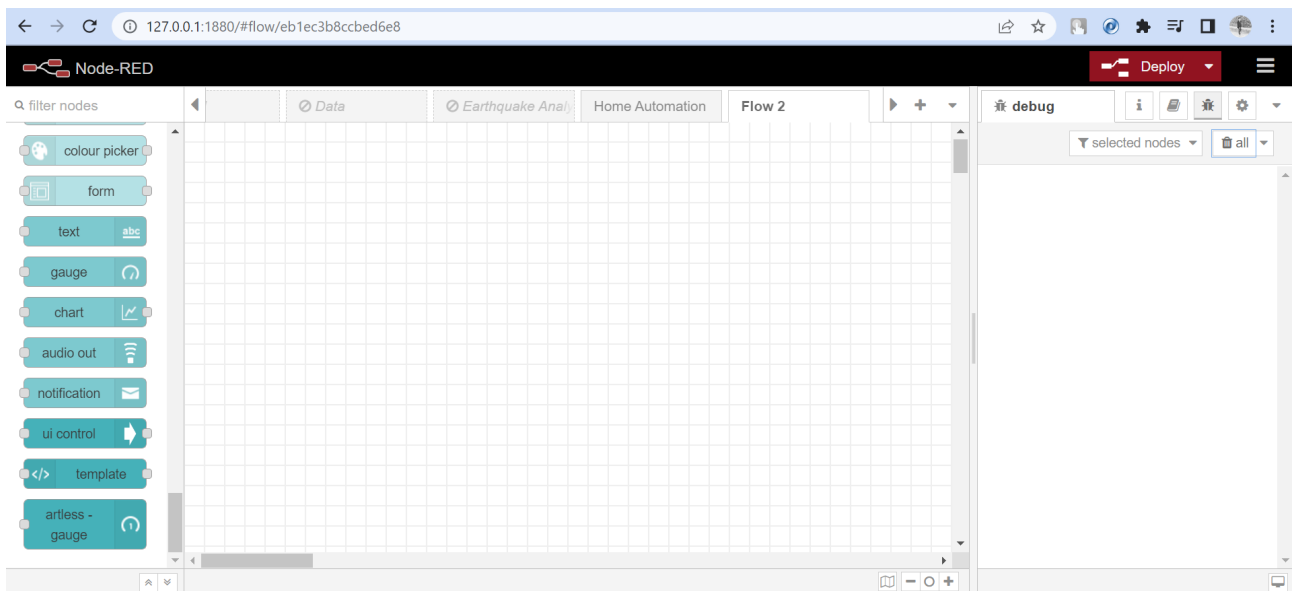 127.0.0.1:1880/#flow/eb1ec3b8ccbed6e8
Node-RED
Deploy
filter nodes
Data
Earthquake Analy
Home Automation
Flow 2
debug
i
selected nodes
all
colour picker
form
text
abc
gauge
chart
audio out
notification
ui control
</> template
artless -
gauge